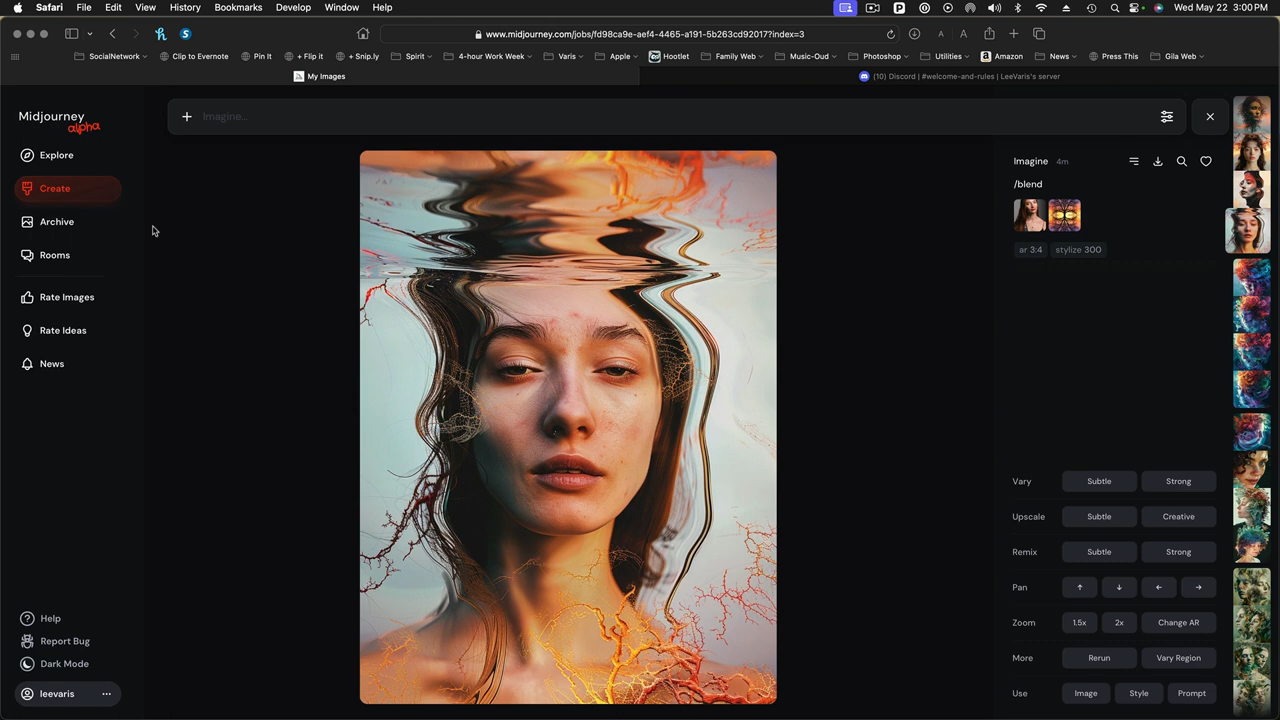 Safari File Edit View History Bookmarks Develop Window Help Wed May 22 3:00 PM
www.midjourney.com/jobs/fd98ca9e-aef4-4465-a191-5b263cd92017?index=3 A A
SocialNetwork Clip to Evernote Pin It + Flip it + Snip.ly Spirit 4-hour Work Week Varis Apple Hootlet Family Web Music-Oud Photoshop Utilities Amazon News Press This Gila Web
My Images (10) Discord | #welcome-and-rules | LeeVaris's server
Midjourney
alpha
Imagine...
Explore
Create
Archive
Rooms
Rate Images
Rate Ideas
News
Help
Report Bug
Dark Mode
leevaris
Imagine 4m
/blend
ar 3:4 stylize 300
Vary Subtle Strong
Upscale Subtle Creative
Remix Subtle Strong
Pan ↑ ↓ ← →
Zoom 1.5x 2x Change AR
More Rerun Vary Region
Use Image Style Prompt